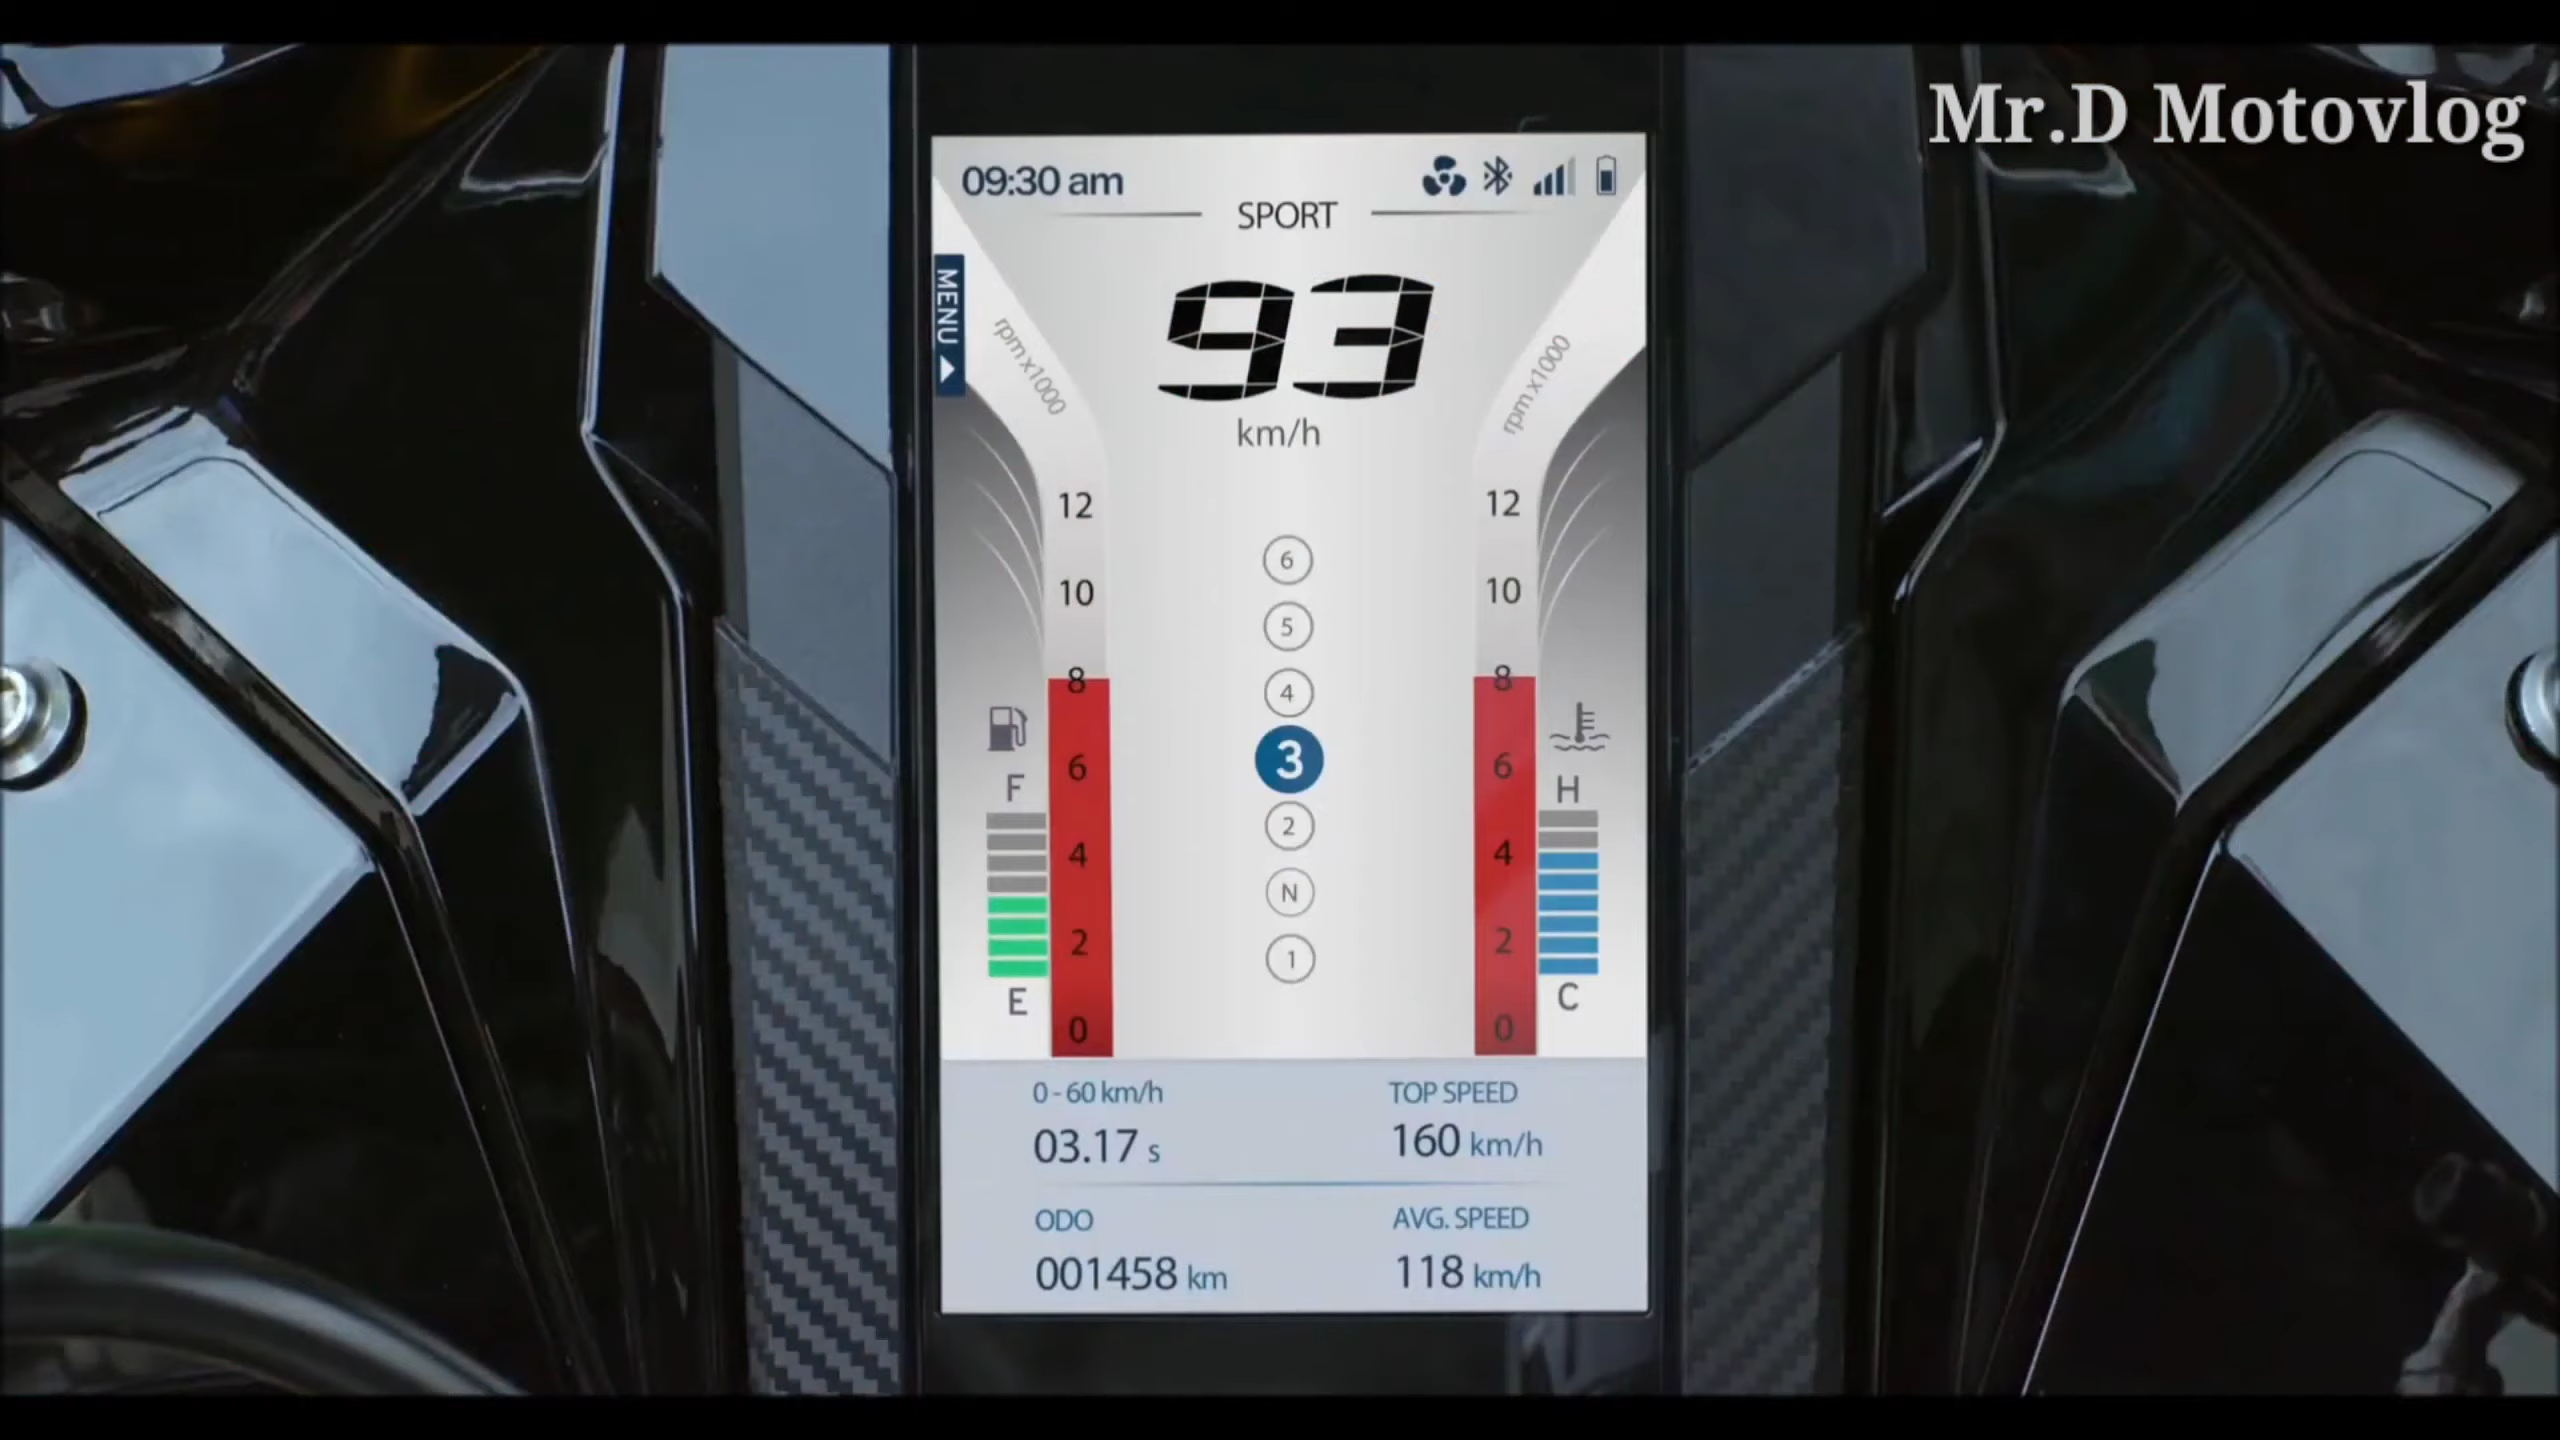 Mr.D Motovlog
09:30 am
SPORT
MENU
93
km/h
rpm x1000
rpm x1000
12
10
8
6
4
2
0
12
10
8
6
4
2
0
6
5
4
3
2
N
1
F
E
H
C
0 - 60 km/h
03.17 s
TOP SPEED
160 km/h
ODO
001458 km
AVG. SPEED
118 km/h